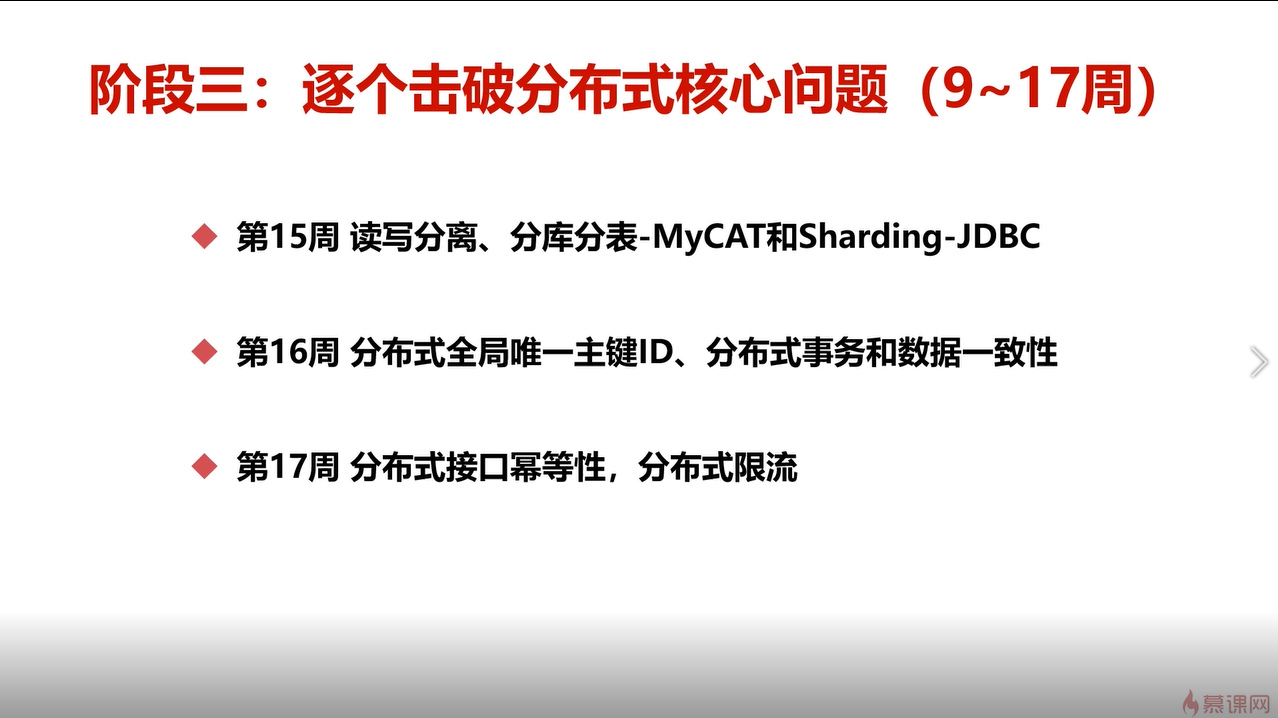 阶段三：逐个击破分布式核心问题（9~17周）
第15周 读写分离、分库分表-MyCAT和Sharding-JDBC
第16周 分布式全局唯一主键ID、分布式事务和数据一致性
第17周 分布式接口幂等性，分布式限流
慕课网